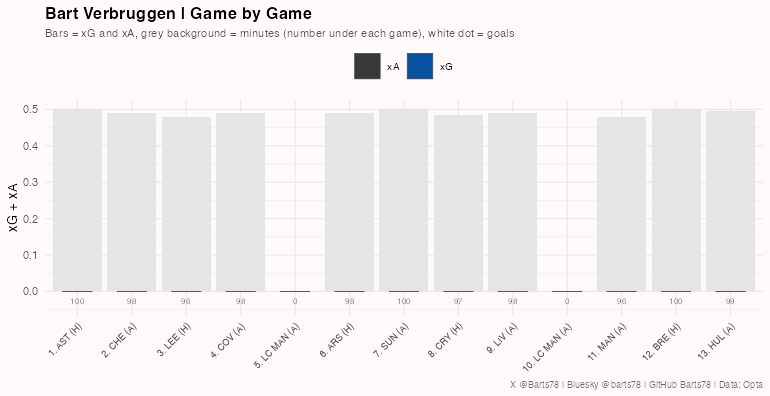 Bart Verbruggen | Game by Game
Bars = xG and xA, grey background = minutes (number under each game), white dot = goals
xA xG
xG + xA
0.5
0.4
0.3
0.2
0.1
0.0
100 98 96 98 0 98 100 97 98 0 96 100 99
1. AST (H)
2. CHE (A)
3. LEE (H)
4. COV (A)
5. LC MAN (A)
6. ARS (H)
7. SUN (A)
8. CRY (H)
9. LIV (A)
10. LC MAN (A)
11. MAN (A)
12. BRE (H)
13. HUL (A)
X @Barts78 | Bluesky @barts78 | GitHub Barts78 | Data: Opta